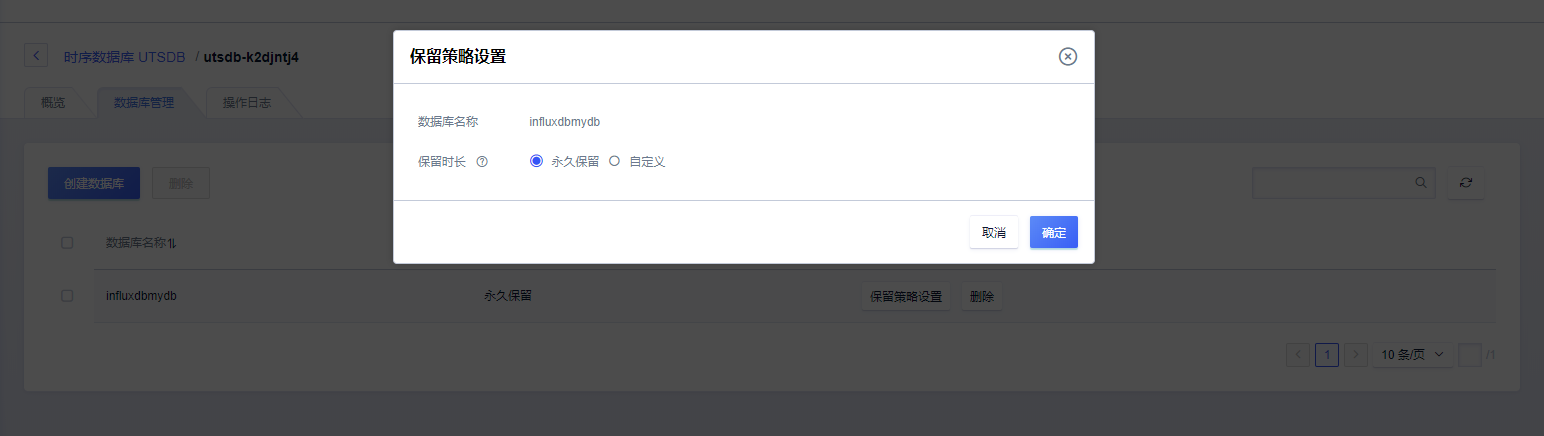 时序数据库 UTSDB / utsdb-k2djntj4
概览 数据库管理 操作日志
创建数据库 删除
数据库名称
influxdbmydb 永久保留 保留策略设置 删除
1 10 条/页 /1
保留策略设置
数据库名称 influxdbmydb
保留时长 永久保留 自定义
取消 确定